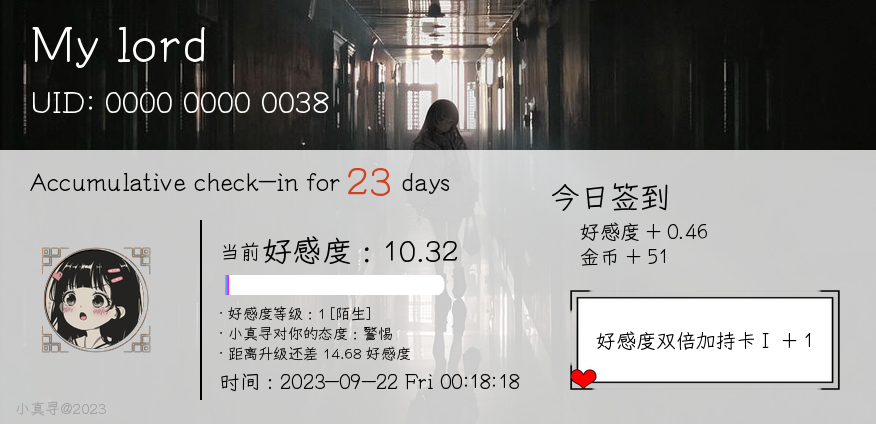 My lord
UID: 0000 0000 0038
Accumulative check-in for 23 days
当前好感度：10.32
· 好感度等级：1 [陌生]
· 小真寻对你的态度：警惕
· 距离升级还差 14.68 好感度
时间：2023-09-22 Fri 00:18:18
今日签到
好感度 + 0.46
金币 + 51
好感度双倍加持卡Ⅰ + 1
小真寻@2023